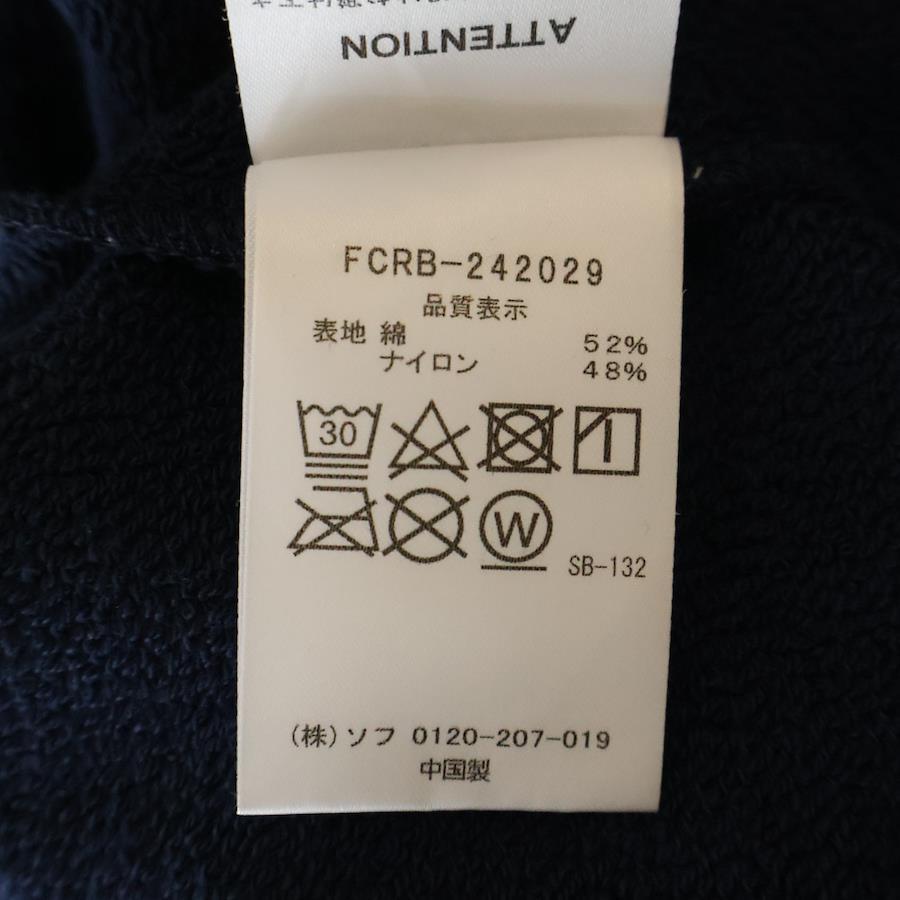 ATTENTION
FCRB-242029
品質表示
表地 綿 52%
ナイロン 48%
30
W
SB-132
(株)ソフ 0120-207-019
中国製